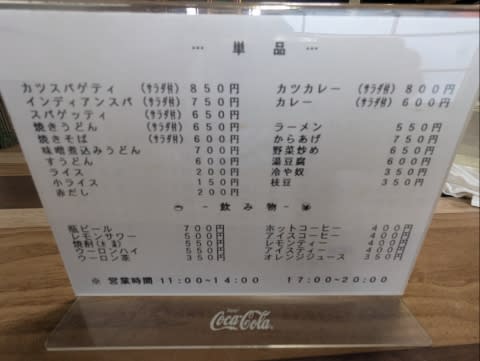 … 単 品 …
カツスパゲティ (サラダ付) 850円
インディアンスパ (サラダ付) 750円
スパゲッティ (サラダ付) 650円
焼きうどん (サラダ付) 650円
焼きそば (サラダ付) 600円
味噌煮込みうどん 700円
すうどん 600円
ライス 200円
小ライス 150円
赤だし 200円
カツカレー (サラダ付) 800円
カレー (サラダ付) 600円
ラーメン 550円
からあげ 750円
野菜炒め 650円
湯豆腐 600円
冷や奴 350円
枝豆 350円
- 飲み物 -
瓶ビール 700円
レモンサワー 500円
ウーロンハイ 550円
ウーロン茶 350円
ホットコーヒー 400円
アイスコーヒー 400円
レモンティー 400円
アイスティー 400円
オレンジジュース 350円
※ 営業時間 11:00~14:00 17:00~20:00
Coca-Cola